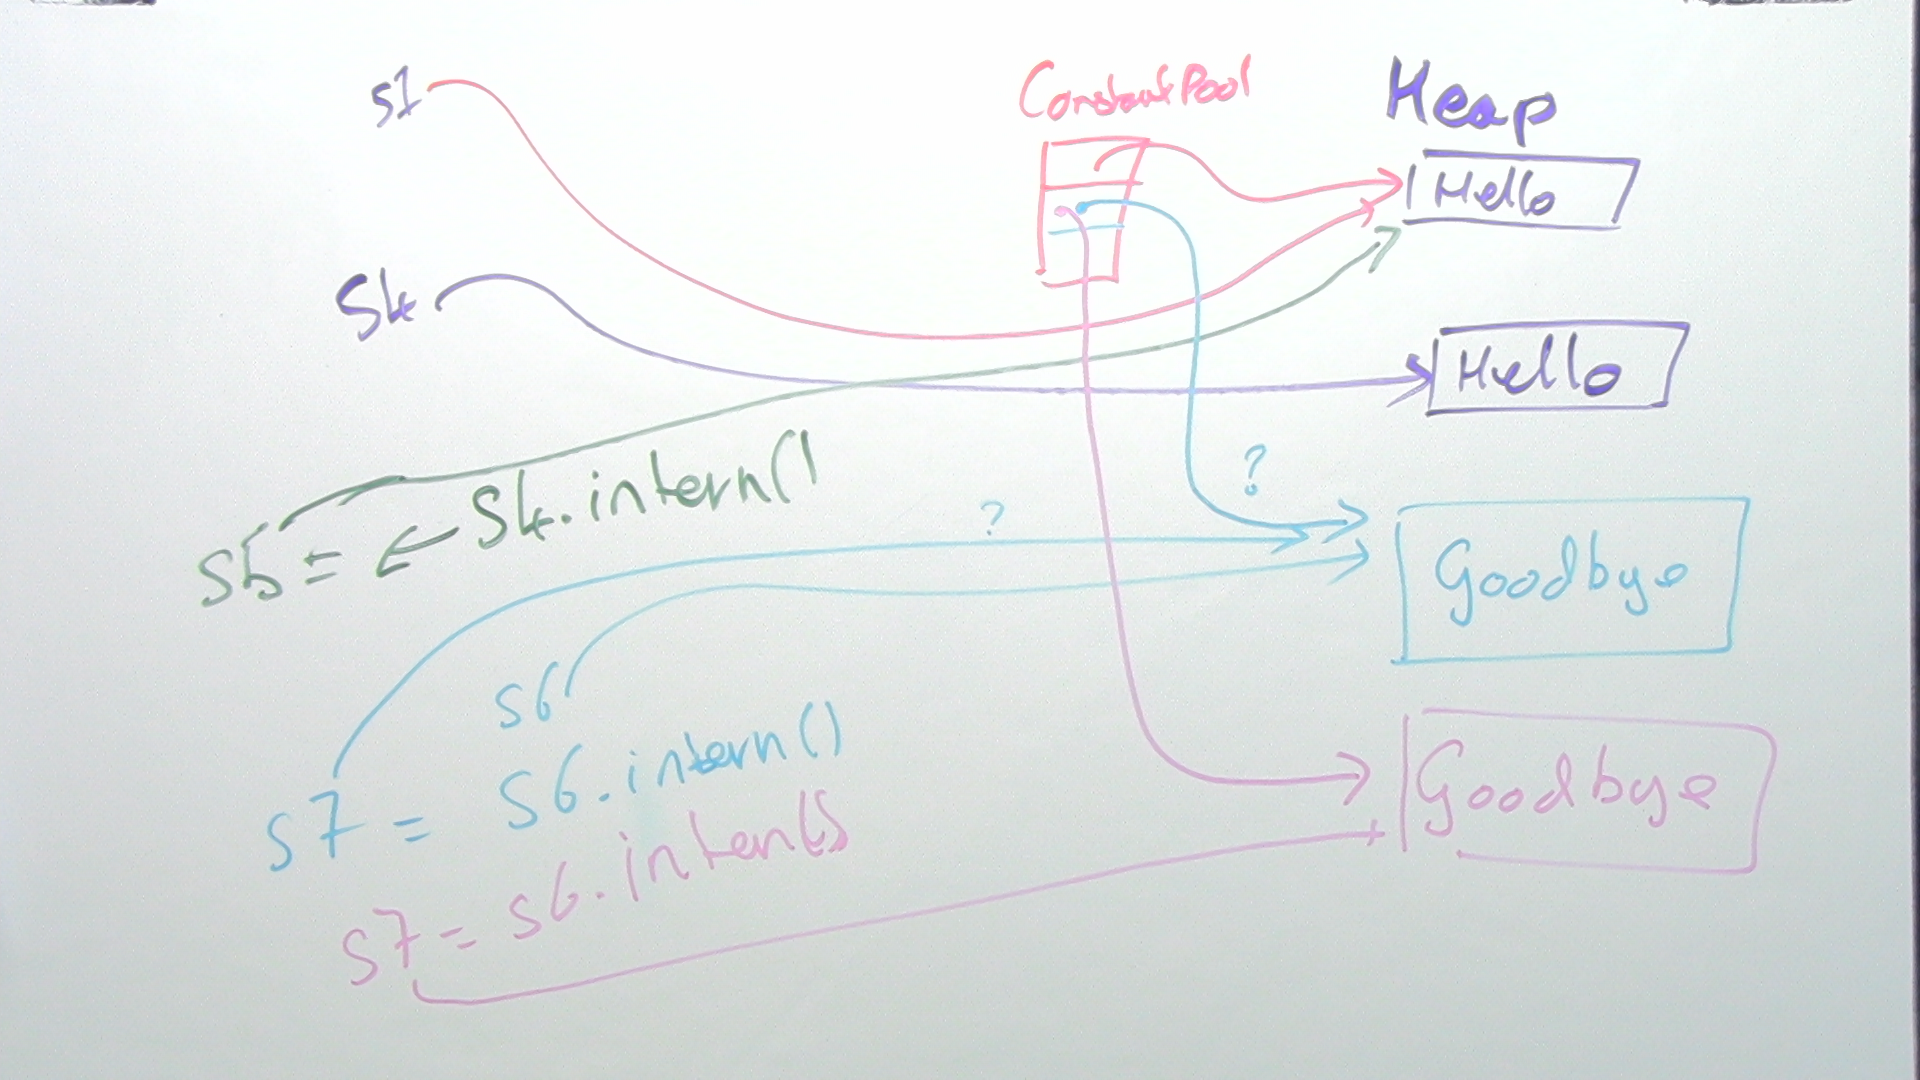 s1
Constant Pool
Heap
Hello
S4
Hello
s5 = ← S4.intern()
?
?
Goodbye
s6
s7 = s6.intern()
Goodbye
s7 = s6.intern()